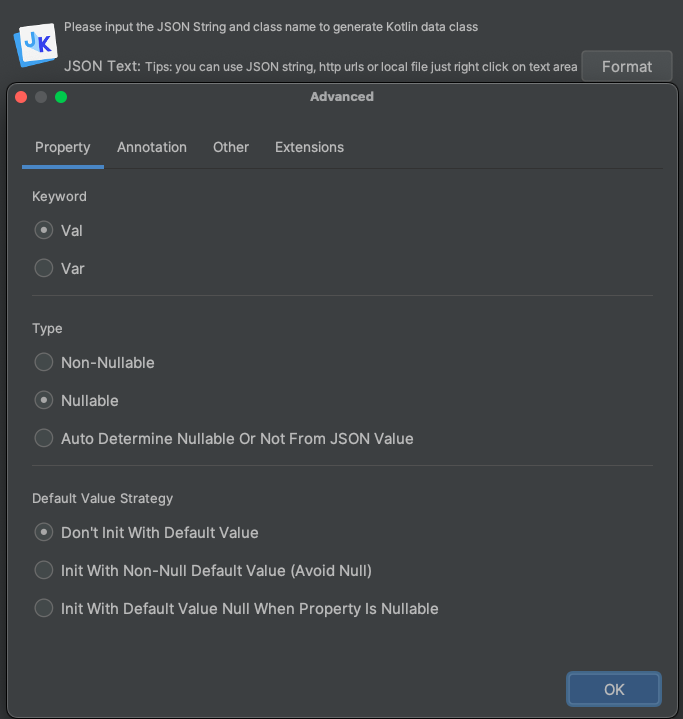 Please input the JSON String and class name to generate Kotlin data class
JK
JSON Text: Tips: you can use JSON string, http urls or local file just right click on text area
Format
Advanced
Property Annotation Other Extensions
Keyword
Val
Var
Type
Non-Nullable
Nullable
Auto Determine Nullable Or Not From JSON Value
Default Value Strategy
Don't Init With Default Value
Init With Non-Null Default Value (Avoid Null)
Init With Default Value Null When Property Is Nullable
OK